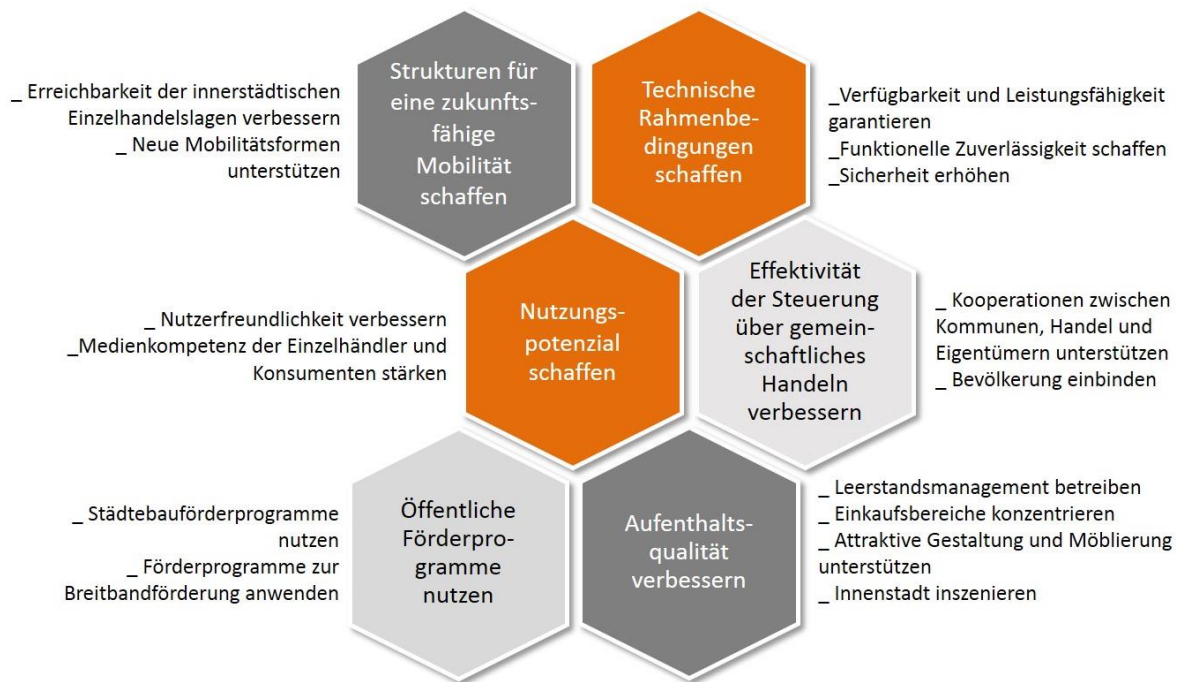 _ Erreichbarkeit der innerstädtischen
Einzelhandelslagen verbessern
_ Neue Mobilitätsformen
unterstützen
Strukturen für
eine zukunfts-
fähige
Mobilität
schaffen
Technische
Rahmenbe-
dingungen
schaffen
_Verfügbarkeit und Leistungsfähigkeit
garantieren
_Funktionelle Zuverlässigkeit schaffen
_Sicherheit erhöhen
_ Nutzerfreundlichkeit verbessern
_Medienkompetenz der Einzelhändler und
Konsumenten stärken
Nutzungs-
potenzial
schaffen
Effektivität
der Steuerung
über gemein-
schaftliches
Handeln
verbessern
_ Kooperationen zwischen
Kommunen, Handel und
Eigentümern unterstützen
_ Bevölkerung einbinden
_ Städtebauförderprogramme
nutzen
_ Förderprogramme zur
Breitbandförderung anwenden
Öffentliche
Förderpro-
gramme
nutzen
Aufenthalts-
qualität
verbessern
_ Leerstandsmanagement betreiben
_ Einkaufsbereiche konzentrieren
_ Attraktive Gestaltung und Möblierung
unterstützen
_ Innenstadt inszenieren